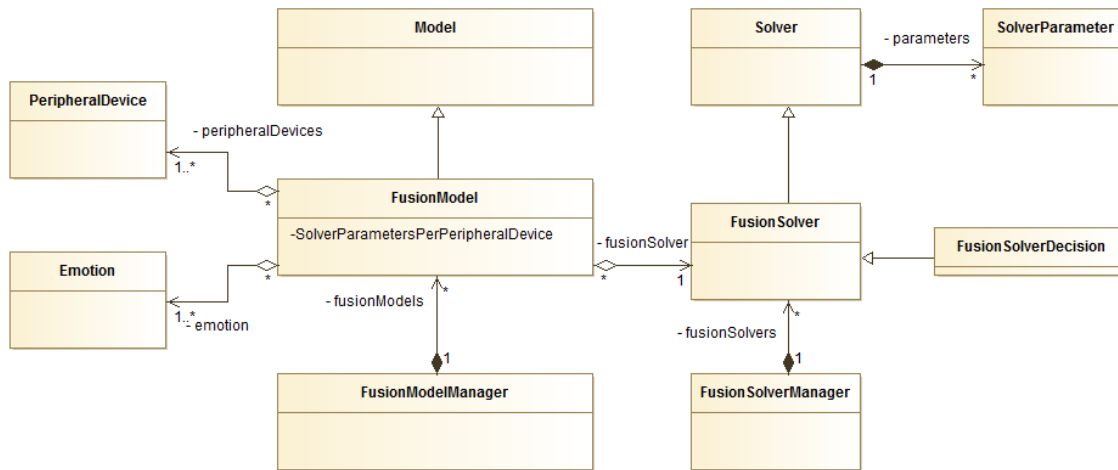 Model
Solver
- parameters
SolverParameter
1
*
PeripheralDevice
- peripheralDevices
1..*
*
FusionModel
-SolverParametersPerPeripheralDevice
FusionSolver
- fusionSolver
*
1
FusionSolverDecision
Emotion
*
1..*
- emotion
- fusionModels
*
1
- fusionSolvers
*
1
FusionModelManager
FusionSolverManager